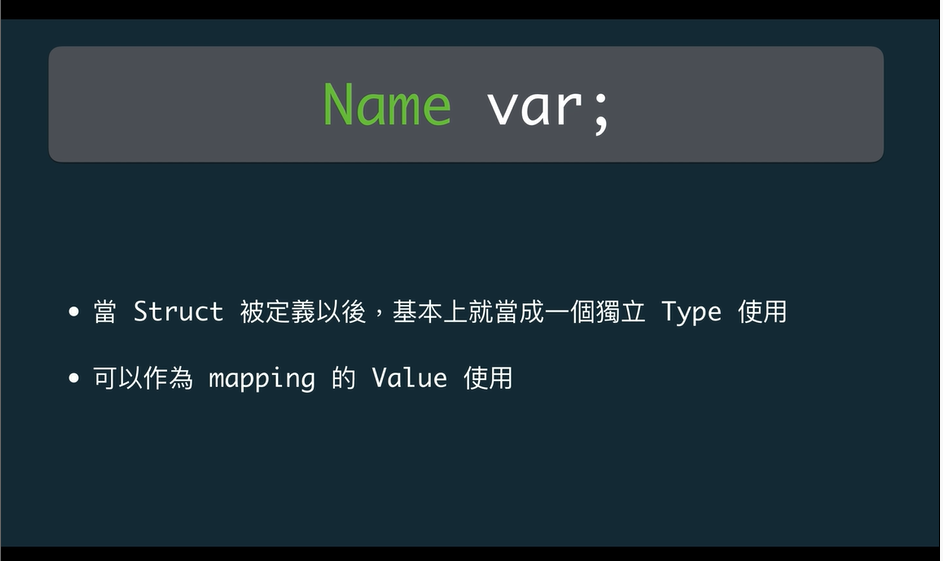 Name var;
當 Struct 被定義以後，基本上就當成一個獨立 Type 使用
可以作為 mapping 的 Value 使用